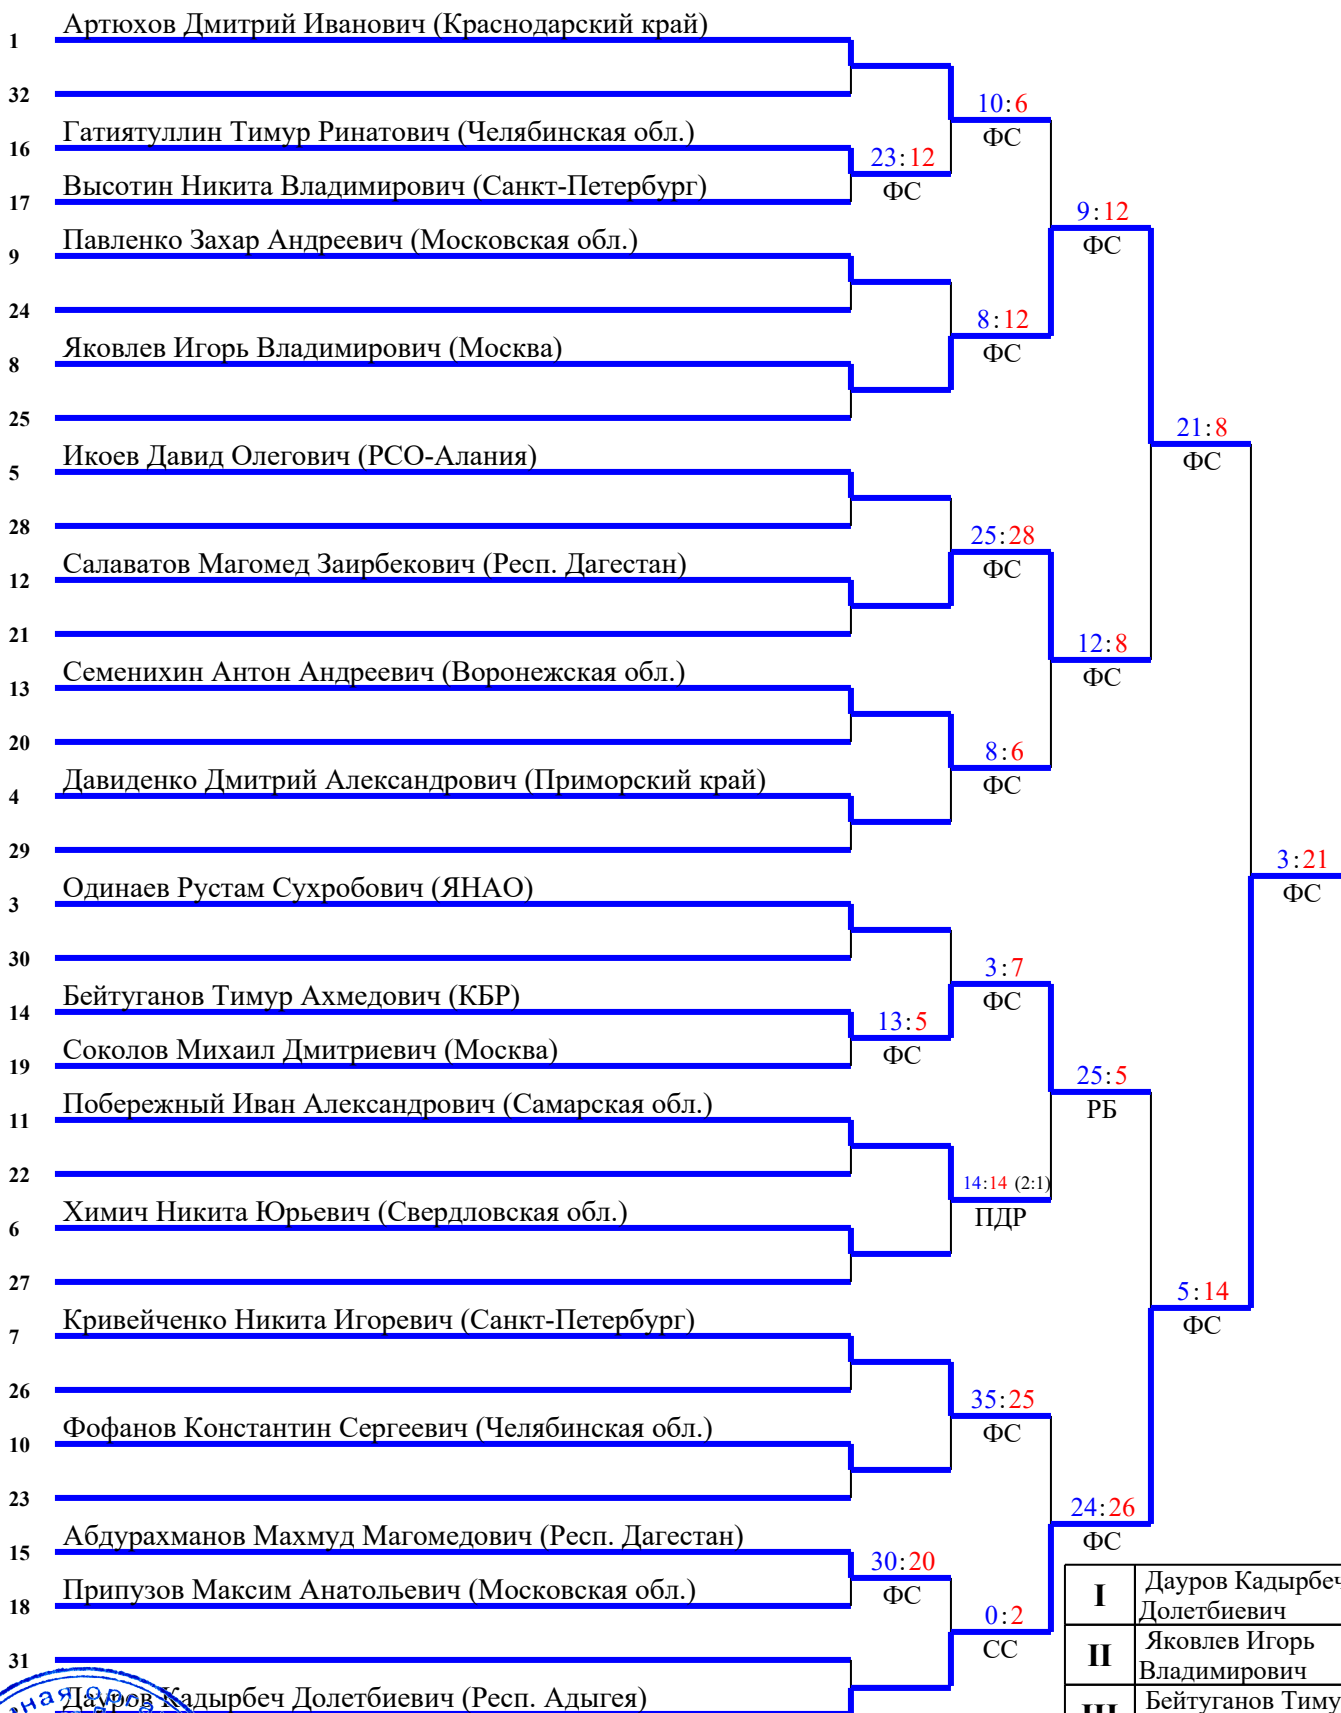 Артюхов Дмитрий Иванович (Краснодарский край)
1
32
10:6
ФС
Гатиятуллин Тимур Ринатович (Челябинская обл.)
16
23:12
ФС
Высотин Никита Владимирович (Санкт-Петербург)
17
9:12
ФС
Павленко Захар Андреевич (Московская обл.)
9
24
8:12
ФС
Яковлев Игорь Владимирович (Москва)
8
25
21:8
ФС
Икоев Давид Олегович (РСО-Алания)
5
28
25:28
ФС
Салаватов Магомед Заирбекович (Респ. Дагестан)
12
21
12:8
ФС
Семенихин Антон Андреевич (Воронежская обл.)
13
20
8:6
ФС
Давиденко Дмитрий Александрович (Приморский край)
4
29
3:21
ФС
Одинаев Рустам Сухробович (ЯНАО)
3
30
3:7
ФС
Бейтуганов Тимур Ахмедович (КБР)
14
13:5
ФС
Соколов Михаил Дмитриевич (Москва)
19
25:5
РБ
Побережный Иван Александрович (Самарская обл.)
11
22
14:14 (2:1)
ПДР
Химич Никита Юрьевич (Свердловская обл.)
6
27
5:14
ФС
Кривейченко Никита Игоревич (Санкт-Петербург)
7
26
35:25
ФС
Фофанов Константин Сергеевич (Челябинская обл.)
10
23
24:26
ФС
Абдурахманов Махмуд Магомедович (Респ. Дагестан)
15
30:20
ФС
Припузов Максим Анатольевич (Московская обл.)
18
0:2
СС
31
Дауров Кадырбеч Долетбиевич (Респ. Адыгея)
I Дауров Кадырбеч
Долетбиевич
II Яковлев Игорь
Владимирович
III Бейтуганов Тиму